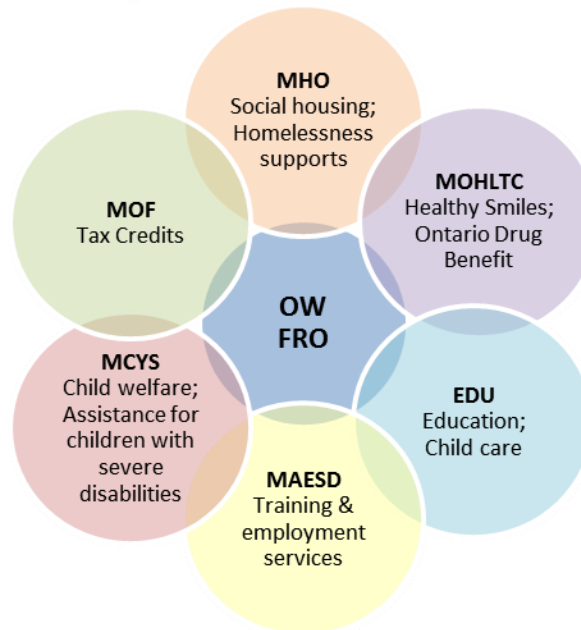 MHO
Social housing;
Homelessness
supports
MOHLTC
Healthy Smiles;
Ontario Drug
Benefit
MOF
Tax Credits
OW
FRO
MCYS
Child welfare;
Assistance for
children with
severe
disabilities
EDU
Education;
Child care
MAESD
Training &
employment
services